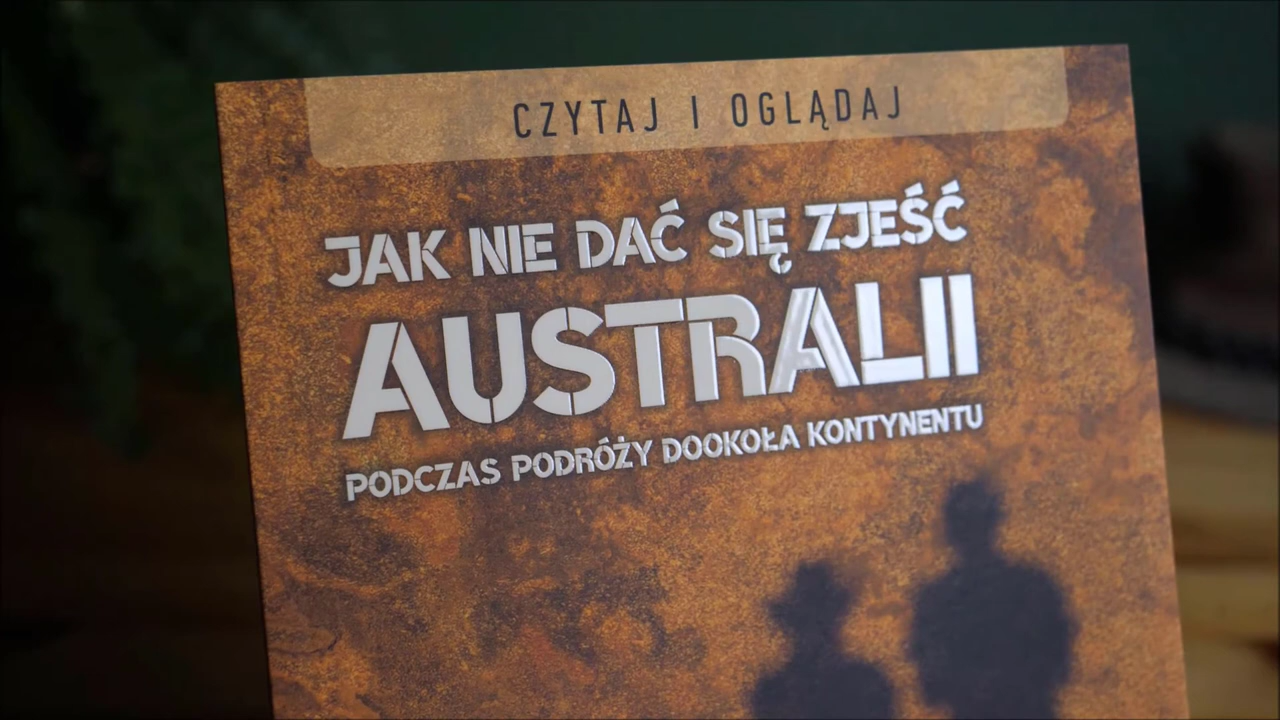 CZYTAJ I OGLĄDAJ
JAK NIE DAĆ SIĘ ZJEŚĆ
AUSTRALII
PODCZAS PODRÓŻY DOOKOŁA KONTYNENTU